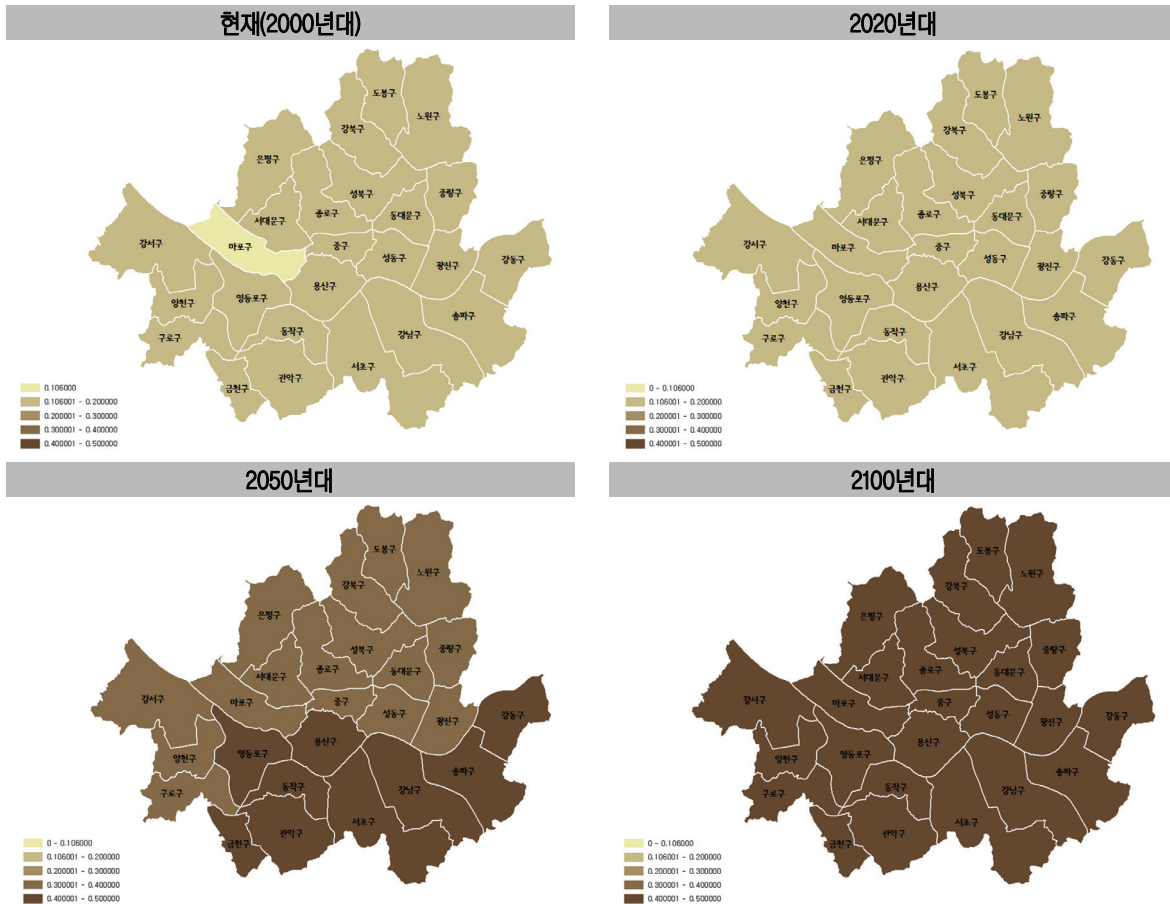 현재(2000년대)
도봉구
노원구
강북구
은평구
성북구
중랑구
서대문구
종로구
동대문구
강서구
마포구
중구
성동구
광진구
강동구
용산구
양천구
영등포구
송파구
구로구
동작구
강남구
서초구
관악구
금천구
0.106000
0.106001 - 0.200000
0.200001 - 0.300000
0.300001 - 0.400000
0.400001 - 0.500000
2020년대
도봉구
노원구
강북구
은평구
성북구
중랑구
서대문구
종로구
동대문구
강서구
마포구
중구
성동구
광진구
강동구
용산구
양천구
영등포구
송파구
구로구
동작구
강남구
서초구
관악구
금천구
0 - 0.106000
0.106001 - 0.200000
0.200001 - 0.300000
0.300001 - 0.400000
0.400001 - 0.500000
2050년대
도봉구
노원구
강북구
은평구
성북구
중랑구
서대문구
종로구
동대문구
강서구
마포구
중구
성동구
광진구
강동구
용산구
양천구
영등포구
송파구
구로구
동작구
강남구
서초구
관악구
금천구
0 - 0.106000
0.106001 - 0.200000
0.200001 - 0.300000
0.300001 - 0.400000
0.400001 - 0.500000
2100년대
도봉구
노원구
강북구
은평구
성북구
중랑구
서대문구
종로구
동대문구
강서구
마포구
중구
성동구
광진구
강동구
용산구
양천구
영등포구
송파구
구로구
동작구
강남구
서초구
관악구
금천구
0 - 0.106000
0.106001 - 0.200000
0.200001 - 0.300000
0.300001 - 0.400000
0.400001 - 0.500000